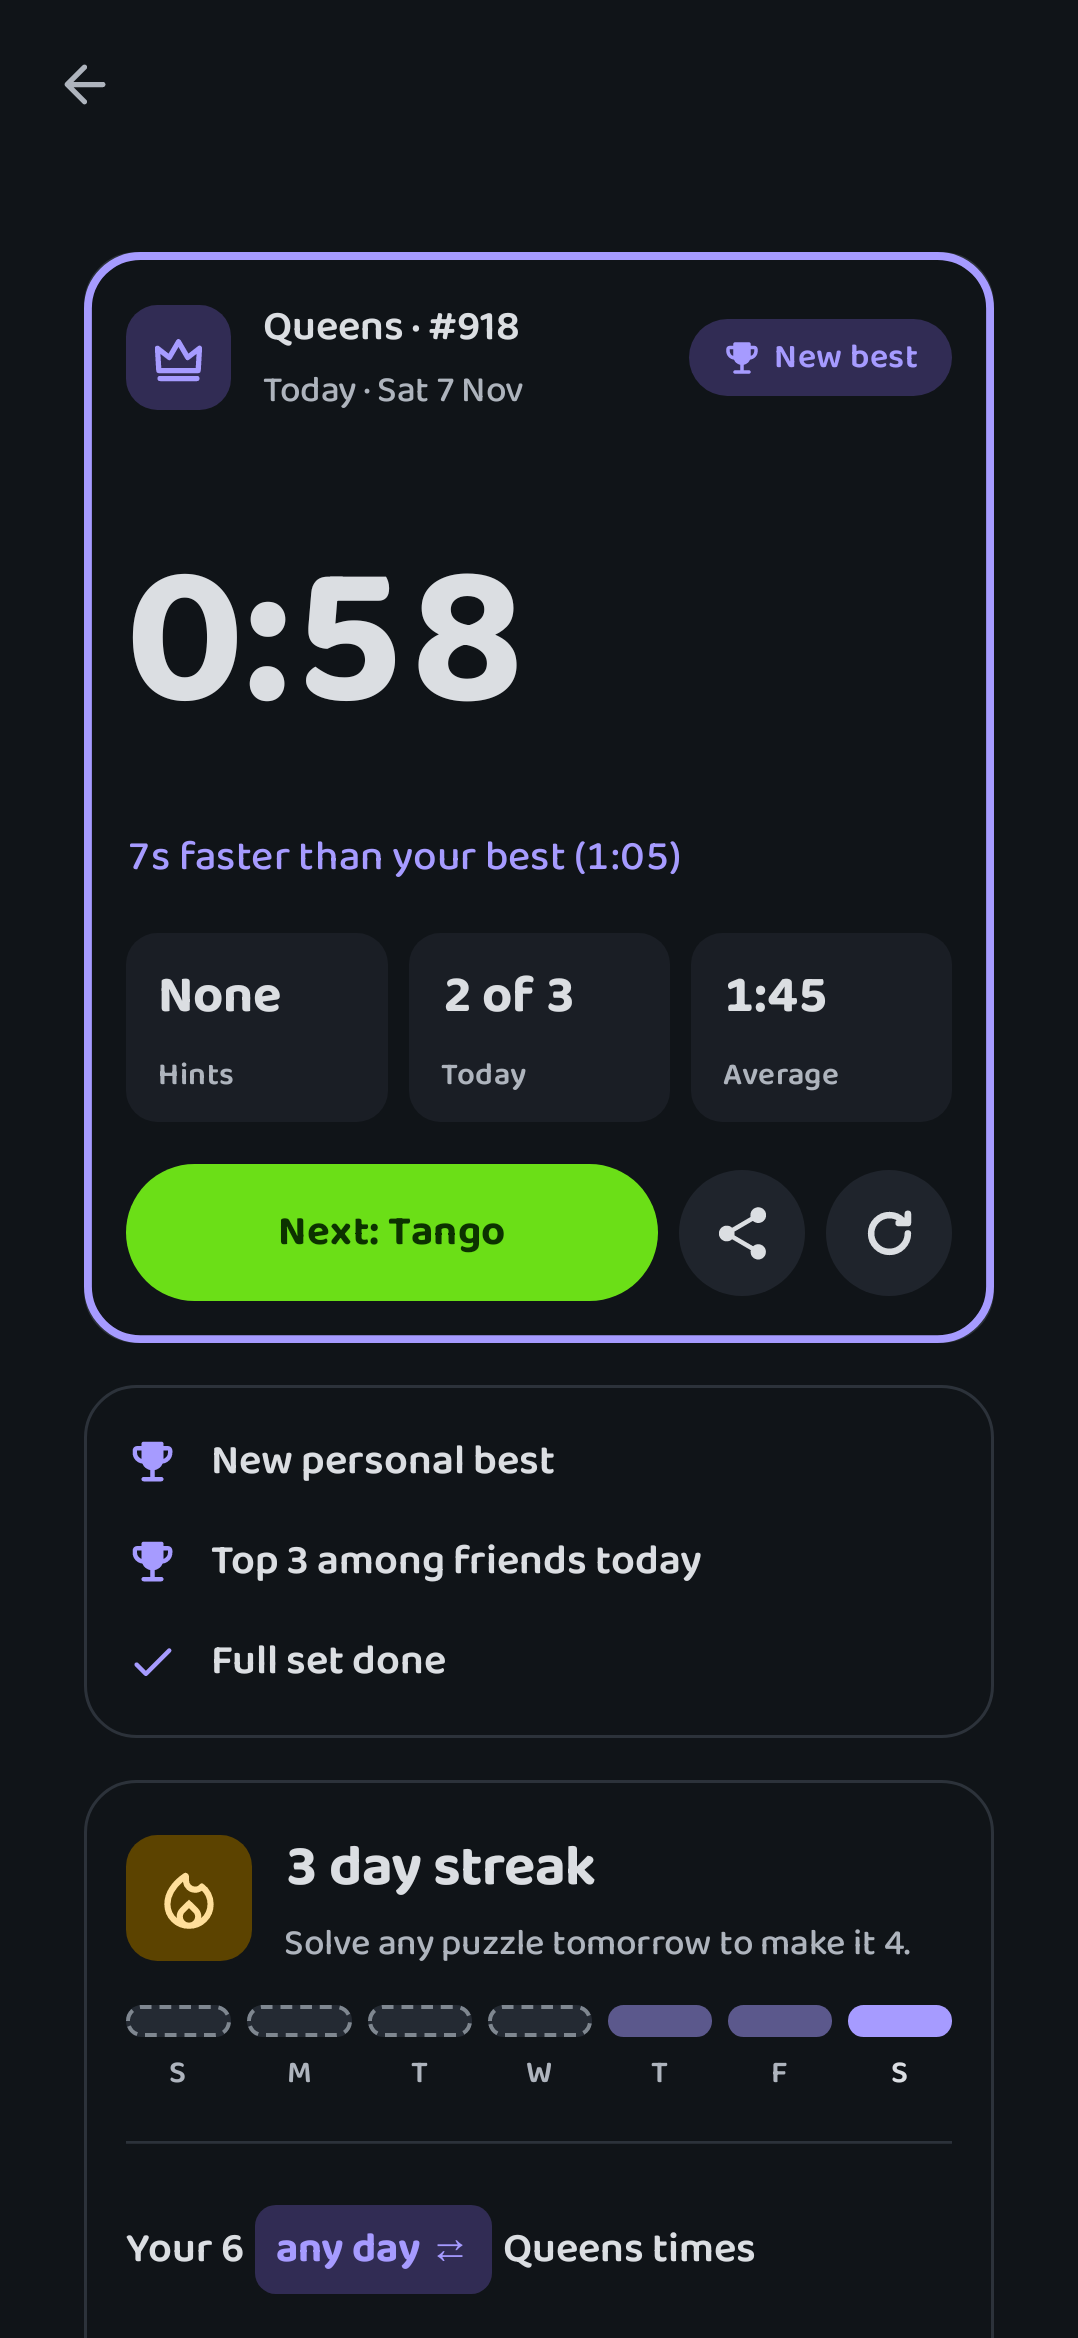 Queens · #918
Today · Sat 7 Nov
New best
0:58
7s faster than your best (1:05)
None
Hints
2 of 3
Today
1:45
Average
Next: Tango
New personal best
Top 3 among friends today
Full set done
3 day streak
Solve any puzzle tomorrow to make it 4.
S M T W T F S
Your 6 any day ⇄ Queens times